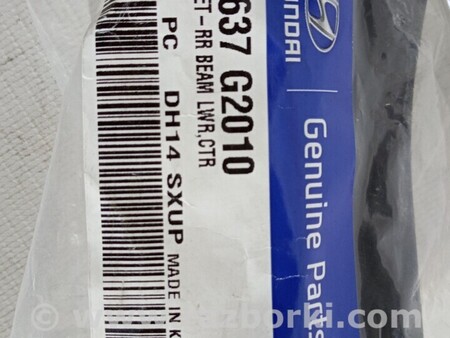 HYUNDAI | Genuine Parts
637 G2010
ET-RR BEAM LWR,CTR
PC DH14 SXUP MADE IN K